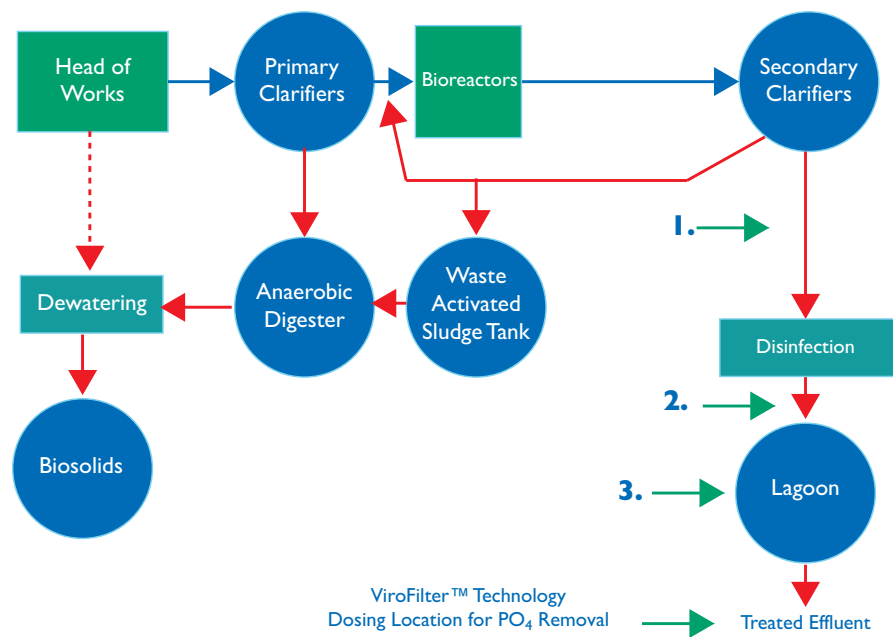 Head of
Works
Primary
Clarifiers
Bioreactors
Secondary
Clarifiers
1.
Dewatering
Anaerobic
Digester
Waste
Activated
Sludge Tank
Disinfection
2.
Biosolids
3.
Lagoon
ViroFilter™ Technology
Dosing Location for PO₄ Removal
Treated Effluent